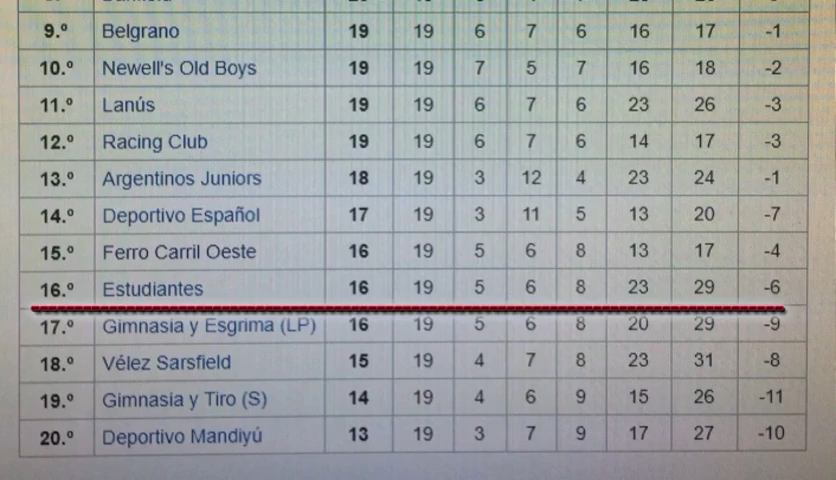 9.º Belgrano 19 19 6 7 6 16 17 -1
10.º Newell's Old Boys 19 19 7 5 7 16 18 -2
11.º Lanús 19 19 6 7 6 23 26 -3
12.º Racing Club 19 19 6 7 6 14 17 -3
13.º Argentinos Juniors 18 19 3 12 4 23 24 -1
14.º Deportivo Español 17 19 3 11 5 13 20 -7
15.º Ferro Carril Oeste 16 19 5 6 8 13 17 -4
16.º Estudiantes 16 19 5 6 8 23 29 -6
17.º Gimnasia y Esgrima (LP) 16 19 5 6 8 20 29 -9
18.º Vélez Sarsfield 15 19 4 7 8 23 31 -8
19.º Gimnasia y Tiro (S) 14 19 4 6 9 15 26 -11
20.º Deportivo Mandiyú 13 19 3 7 9 17 27 -10